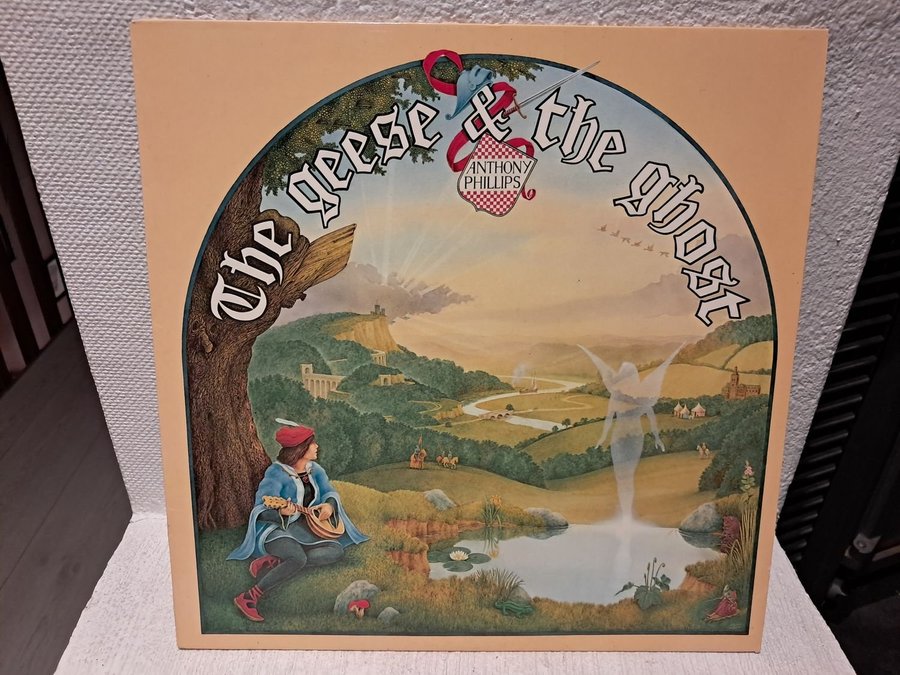 The geese & the ghost
ANTHONY
PHILLIPS